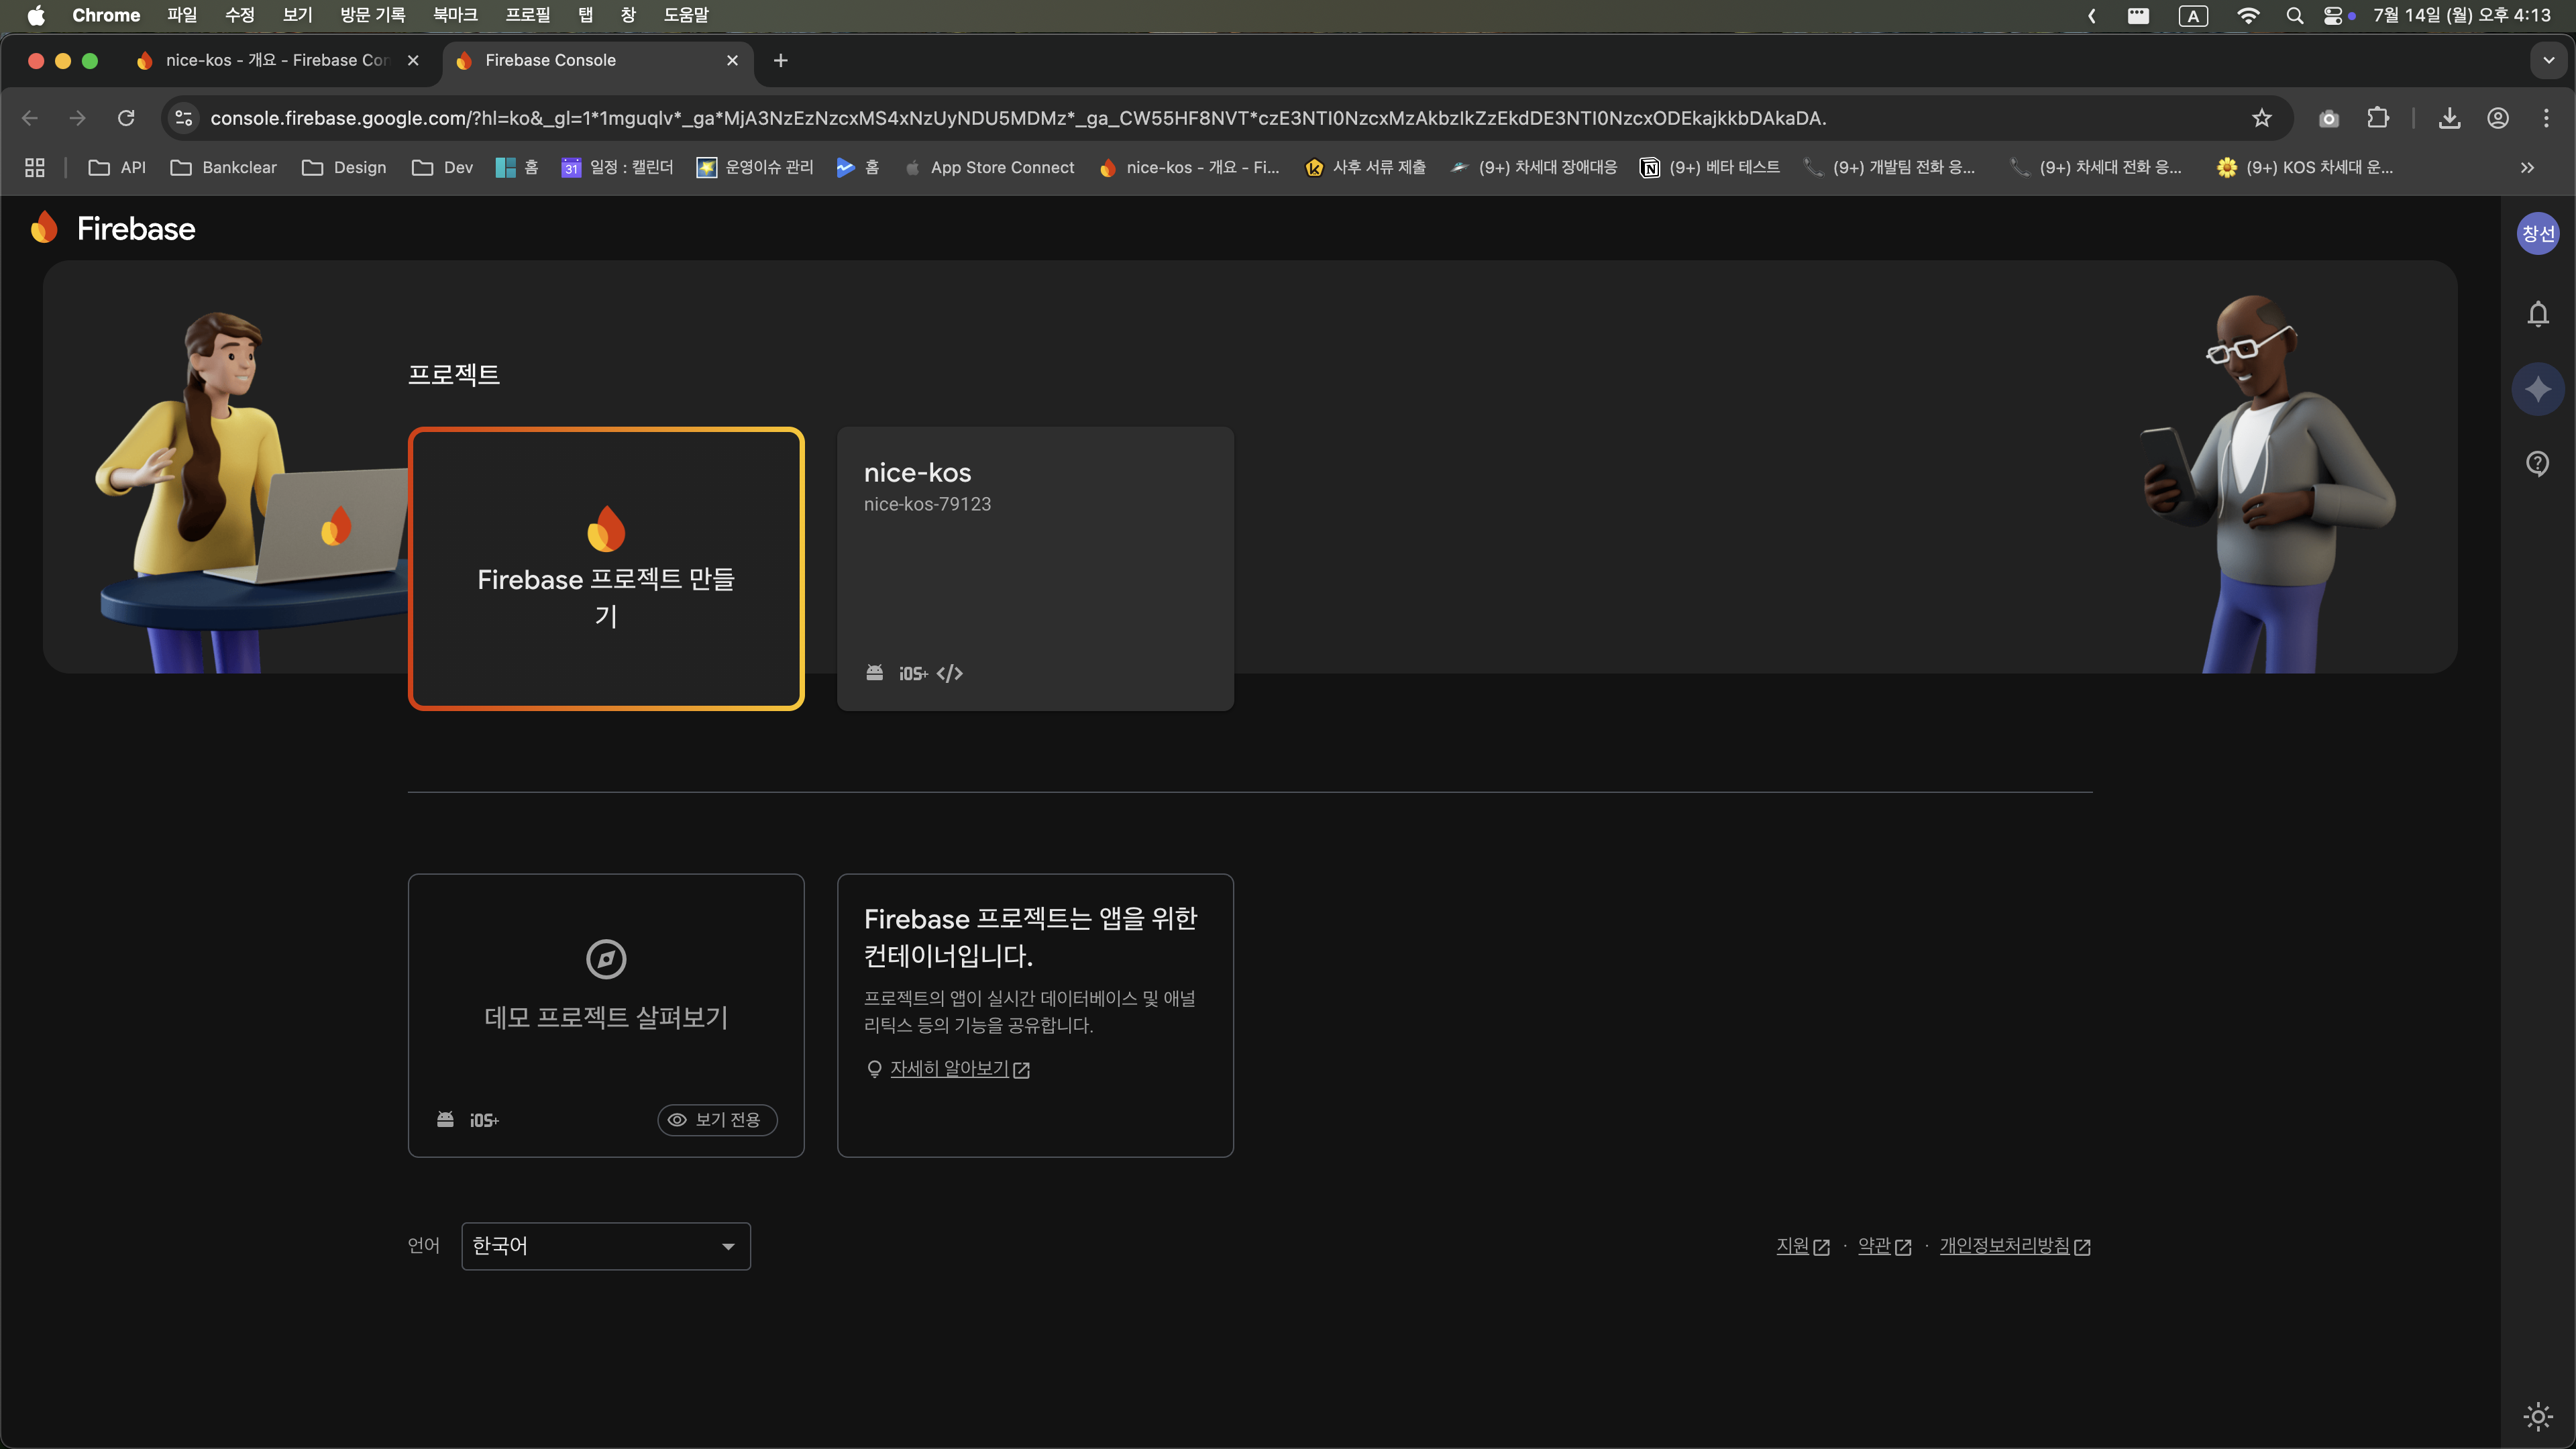 Chrome 파일 수정 보기 방문 기록 북마크 프로필 탭 창 도움말 A 7월 14일 (월) 오후 4:13
nice-kos - 개요 - Firebase Con Firebase Console
console.firebase.google.com/?hl=ko&_gl=1*1mguqlv*_ga*MjA3NzEzNzcxMS4xNzUyNDU5MDMz*_ga_CW55HF8NVT*czE3NTI0NzcxMzAkbzIkZzEkdDE3NTI0NzcxODEkajkkbDAkaDA.
API Bankclear Design Dev 홈 31 일정 : 캘린더 운영이슈 관리 홈 App Store Connect nice-kos - 개요 - Fi... 사후 서류 제출 (9+) 차세대 장애대응 (9+) 베타 테스트 (9+) 개발팀 전화 응... (9+) 차세대 전화 응... (9+) KOS 차세대 운...
Firebase
창선
프로젝트
Firebase 프로젝트 만들
기
nice-kos
nice-kos-79123
iOS+
데모 프로젝트 살펴보기
iOS+ 보기 전용
Firebase 프로젝트는 앱을 위한
컨테이너입니다.
프로젝트의 앱이 실시간 데이터베이스 및 애널
리틱스 등의 기능을 공유합니다.
자세히 알아보기
언어 한국어
지원 · 약관 · 개인정보처리방침